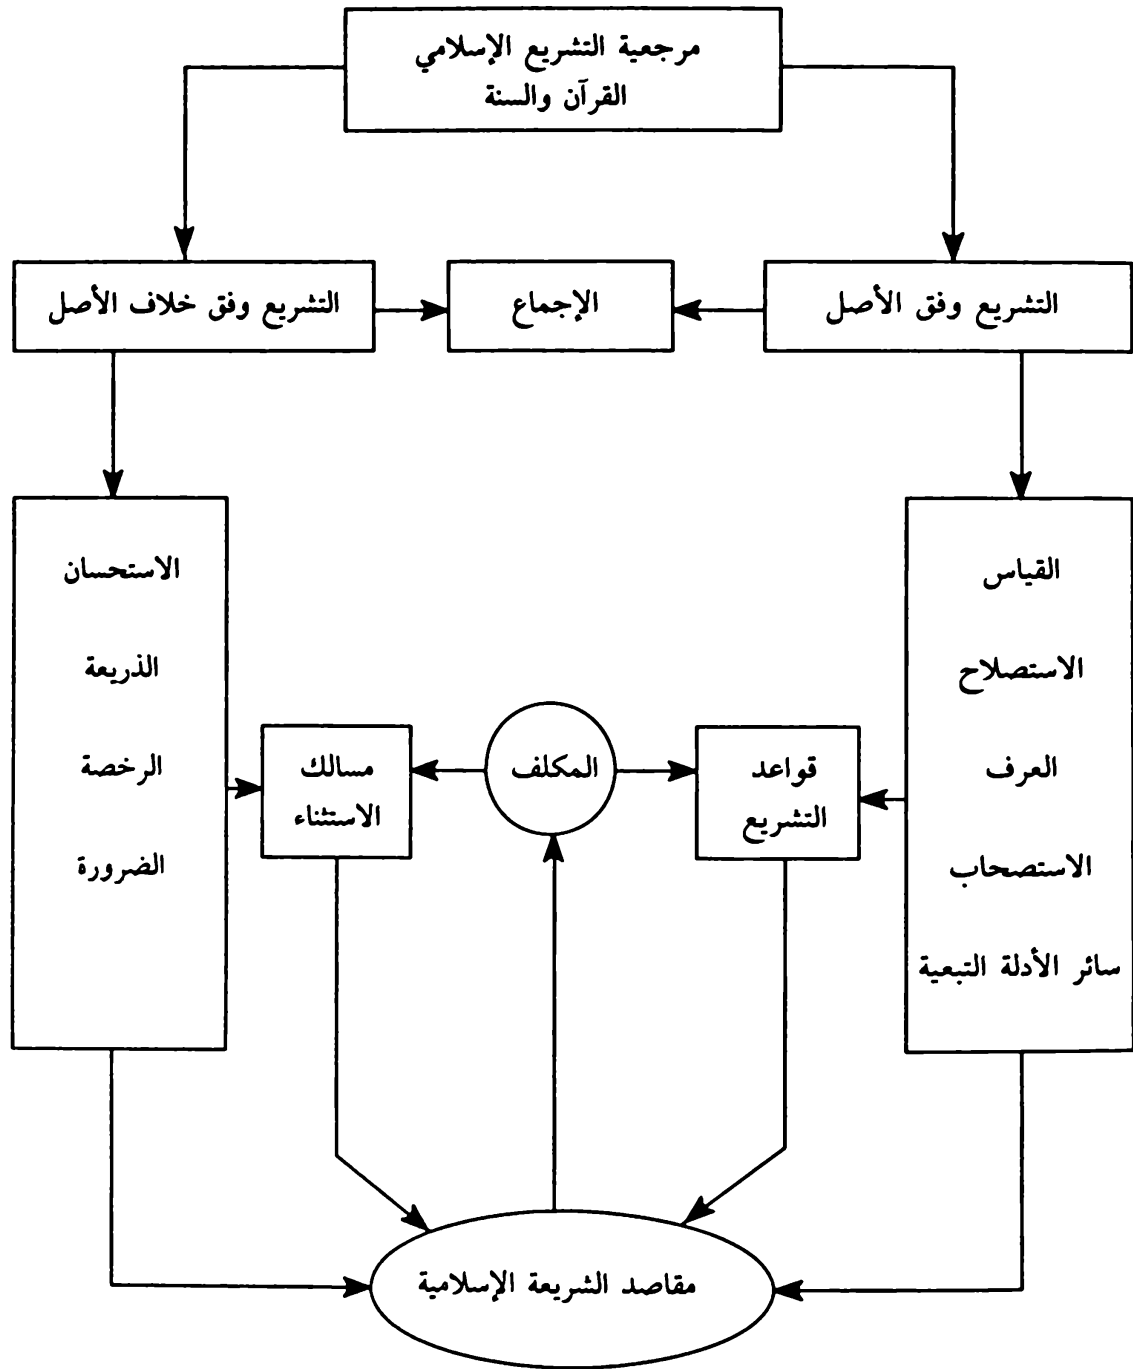 مرجعية التشريع الإسلامي
القرآن والسنة
التشريع وفق الأصل
الإجماع
التشريع وفق خلاف الأصل
القياس
الاستصلاح
العرف
الاستصحاب
سائر الأدلة التبعية
قواعد
التشريع
المكلف
مسالك
الاستثناء
الاستحسان
الذريعة
الرخصة
الضرورة
مقاصد الشريعة الإسلامية